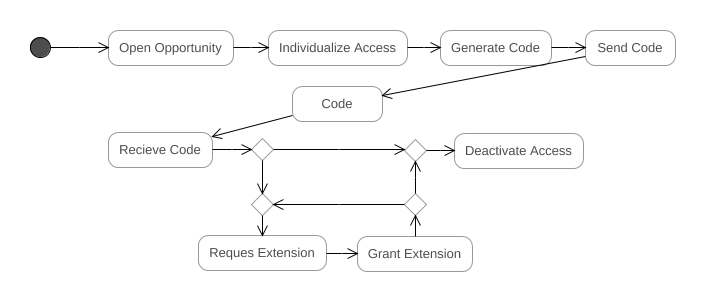 Open Opportunity
Individualize Access
Generate Code
Send Code
Code
Recieve Code
Deactivate Access
Reques Extension
Grant Extension